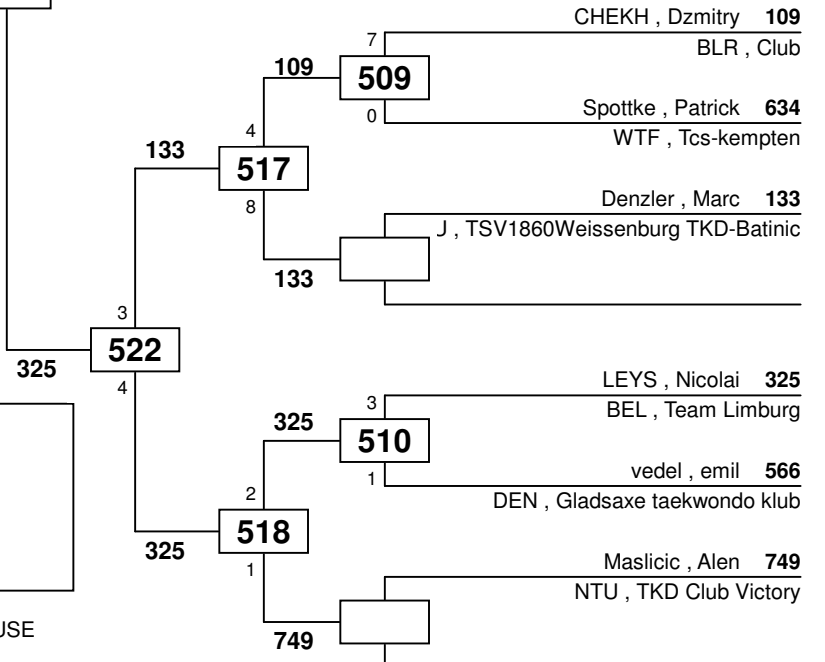 CHEKH , Dzmitry 109
7
109
509
BLR , Club
0
Spottke , Patrick 634
4
WTF , Tcs-kempten
133
517
8
Denzler , Marc 133
J , TSV1860Weissenburg TKD-Batinic
133
3
522
325
4
LEYS , Nicolai 325
3
325
510
BEL , Team Limburg
1
vedel , emil 566
2
DEN , Gladsaxe taekwondo klub
518
325
1
Maslicic , Alen 749
NTU , TKD Club Victory
749
USE